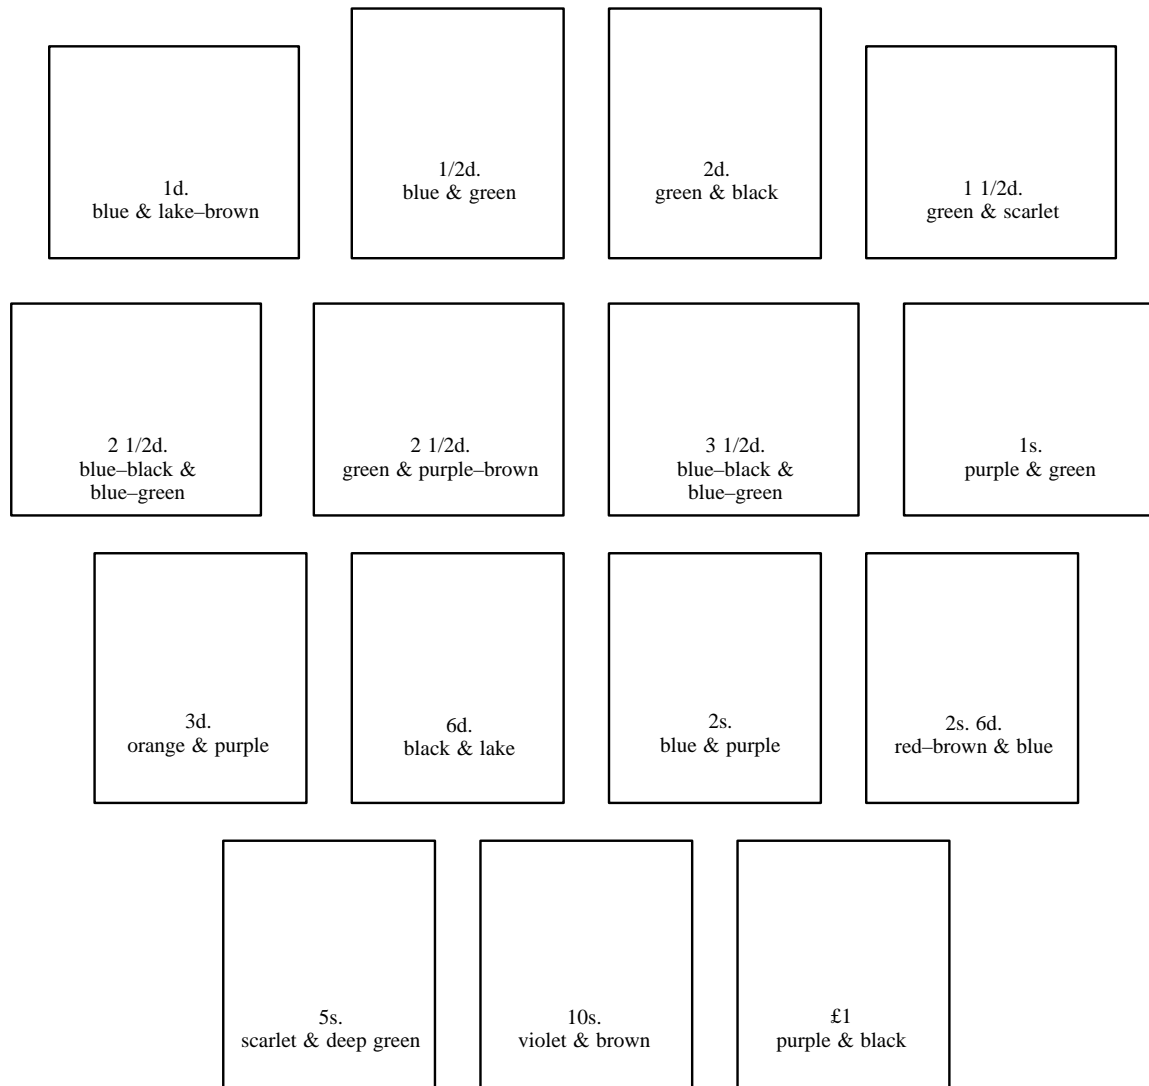 1d.
blue & lake–brown
1/2d.
blue & green
2d.
green & black
1 1/2d.
green & scarlet
2 1/2d.
blue–black &
blue–green
2 1/2d.
green & purple–brown
3 1/2d.
blue–black &
blue–green
1s.
purple & green
3d.
orange & purple
6d.
black & lake
2s.
blue & purple
2s. 6d.
red–brown & blue
5s.
scarlet & deep green
10s.
violet & brown
£1
purple & black